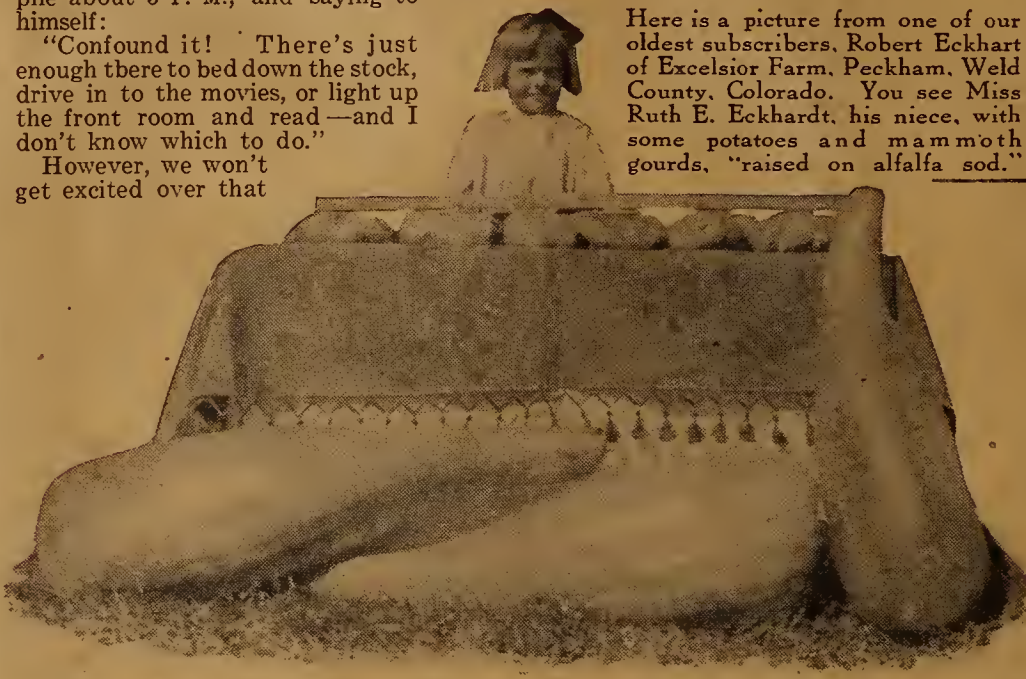 pile about 5 P. M., and saying to
himself:
"Confound it! There's just
enough tbere to bed down the stock,
drive in to the movies, or light up
the front room and read—and I
don't know which to do."
However, we won't
get excited over that
Here is a picture from one of our
oldest subscribers, Robert Eckhart
of Excelsior Farm, Peckham, Weld
County, Colorado. You see Miss
Ruth E. Eckhardt, his niece, with
some potatoes and mammoth
gourds, "raised on alfalfa sod."